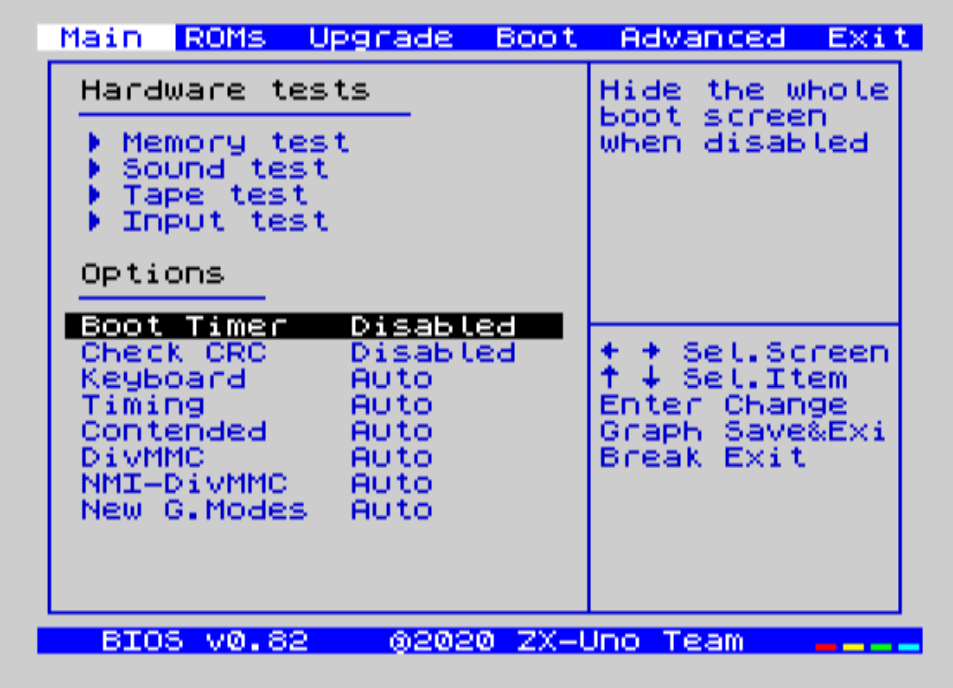 Main ROMs Upgrade Boot Advanced Exit
Hardware tests
Memory test
Sound test
Tape test
Input test
Options
Boot Timer Disabled
Check CRC Disabled
Keyboard Auto
Timing Auto
Contended Auto
DivMMC Auto
NMI-DivMMC Auto
New G.Modes Auto
Hide the whole
boot screen
when disabled
← → Sel.Screen
↑ ↓ Sel.Item
Enter Change
Graph Save&Exi
Break Exit
BIOS v0.82 ©2020 ZX-Uno Team